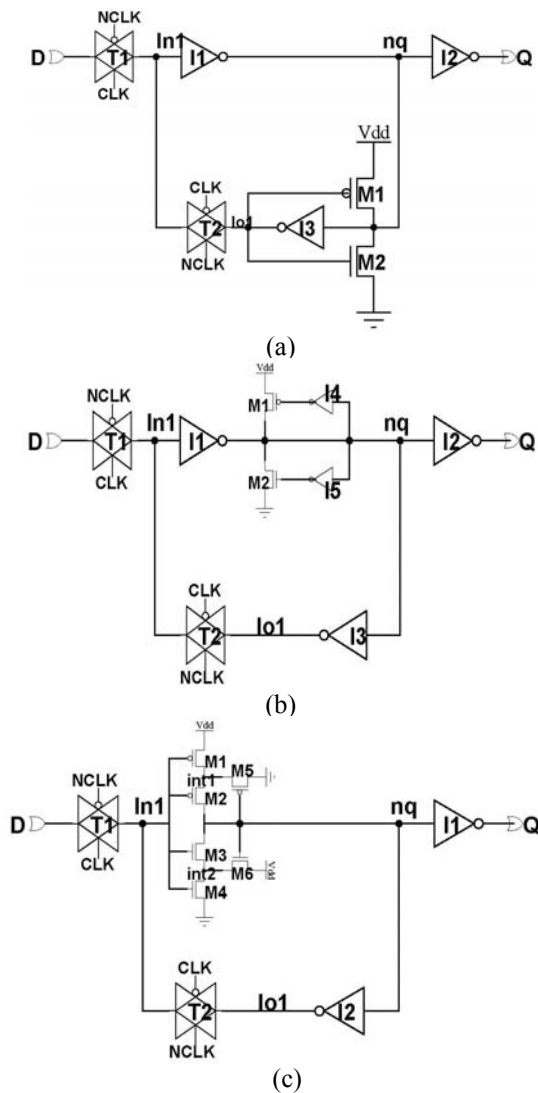 NCLK
D T1 In1 I1 nq I2 Q
CLK
Vdd
CLK M1
T2 Io1 I3
NCLK M2
(a)
Vdd
NCLK M1 I4
D T1 In1 I1 nq I2 Q
CLK M2 I5
CLK
T2 Io1 I3
NCLK
(b)
Vdd
NCLK M1 M5
int1 M2
D T1 In1 nq I1 Q
CLK M3
int2 M6 Vdd
M4
CLK
T2 Io1 I2
NCLK
(c)